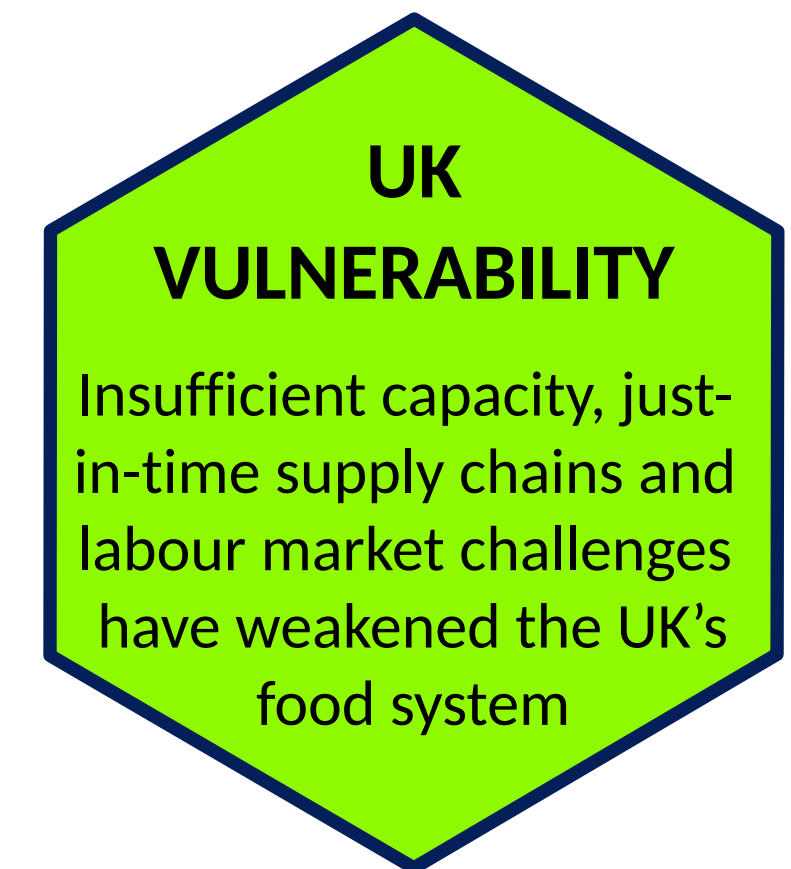 UK
VULNERABILITY
Insufficient capacity, just-
in-time supply chains and
labour market challenges
have weakened the UK’s
food system